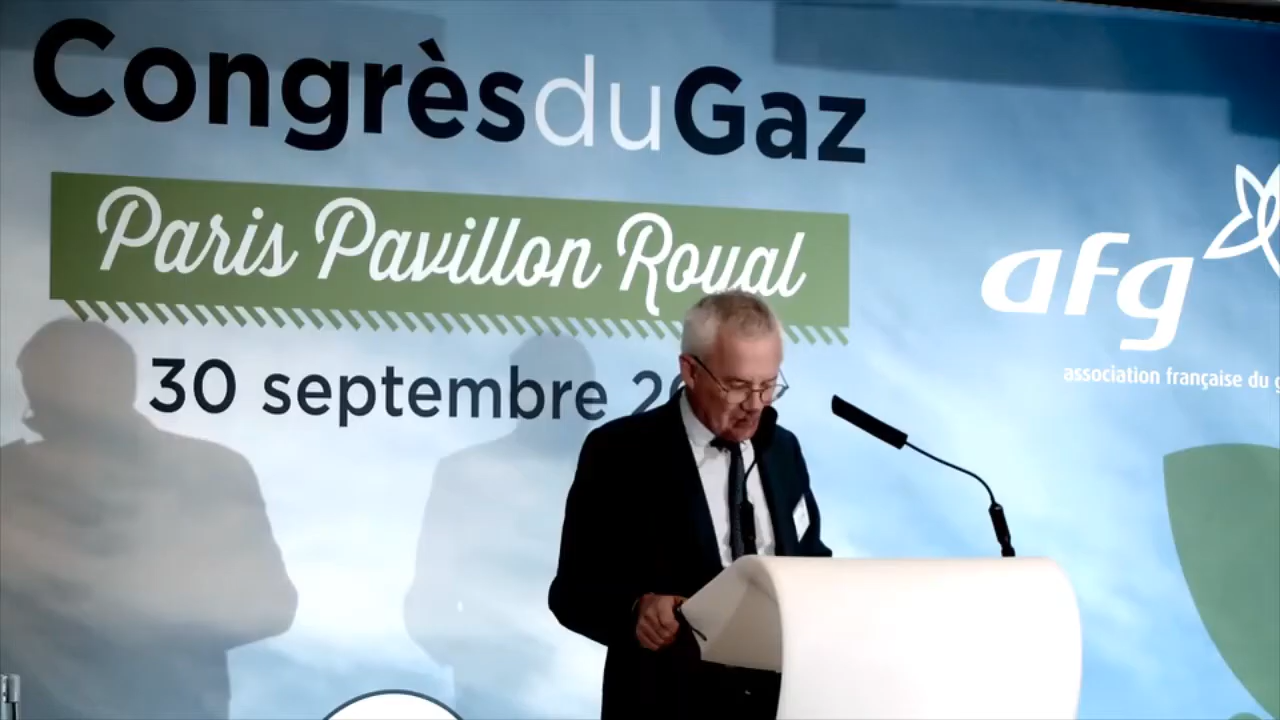 CongrèsduGaz
Paris Pavillon Royal
30 septembre
afg
association française du